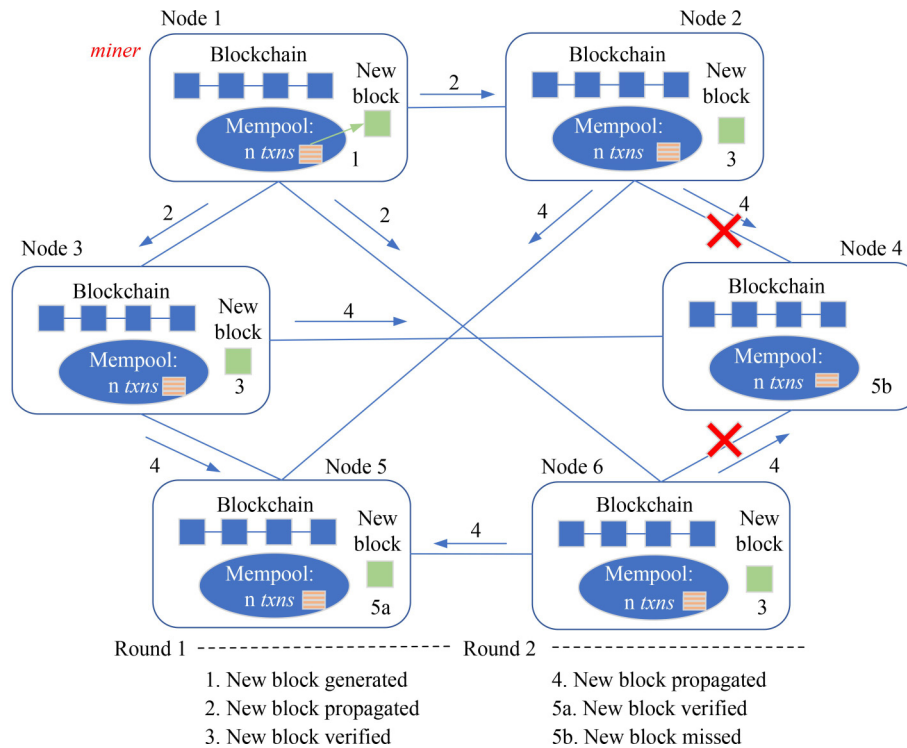 Node 1
Node 2
miner
Blockchain
New
block
Mempool:
n txns
1
2
Blockchain
New
block
Mempool:
n txns
3
2
2
4
4
Node 3
Node 4
Blockchain
New
block
Mempool:
n txns
3
4
Blockchain
Mempool:
n txns
5b
4
4
Node 5
Node 6
Blockchain
New
block
Mempool:
n txns
5a
4
Blockchain
New
block
Mempool:
n txns
3
Round 1
Round 2
1. New block generated
2. New block propagated
3. New block verified
4. New block propagated
5a. New block verified
5b. New block missed